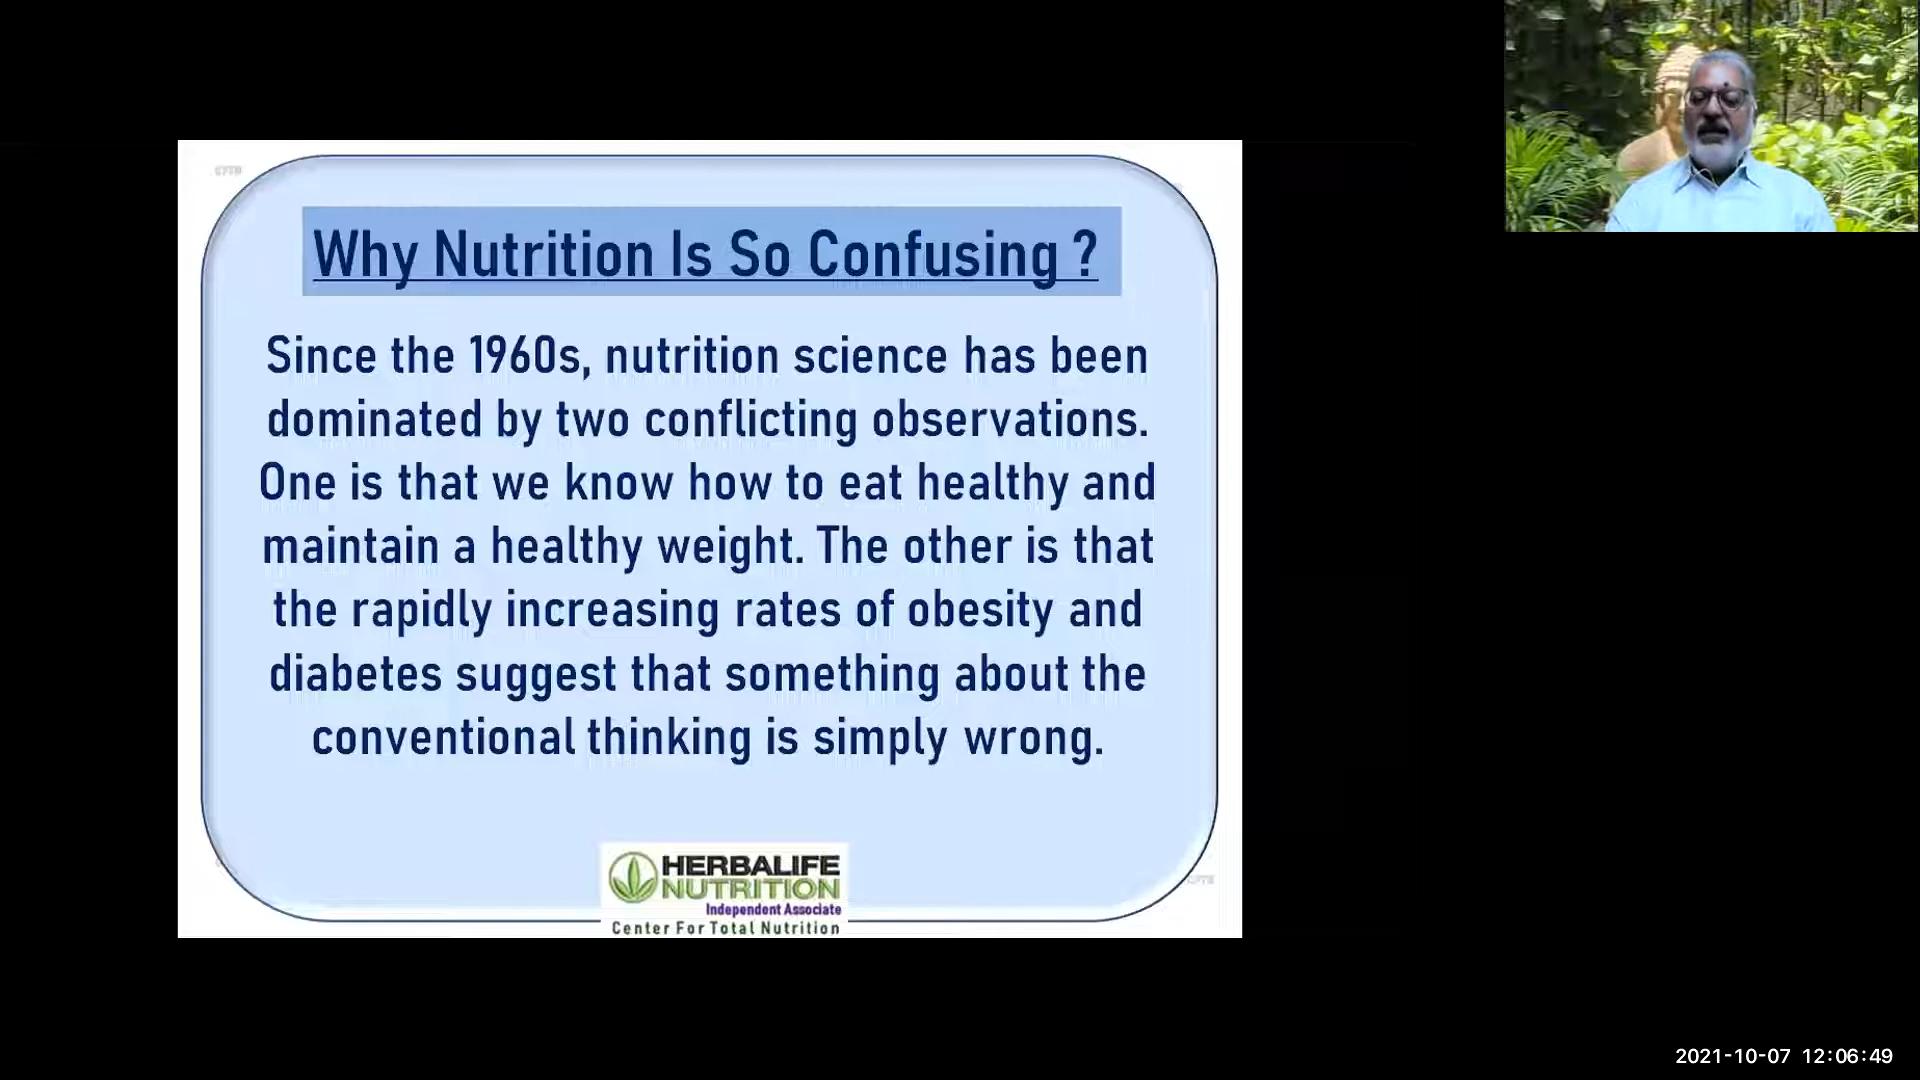 Why Nutrition Is So Confusing ?
Since the 1960s, nutrition science has been
dominated by two conflicting observations.
One is that we know how to eat healthy and
maintain a healthy weight. The other is that
the rapidly increasing rates of obesity and
diabetes suggest that something about the
conventional thinking is simply wrong.
HERBALIFE
NUTRITION
Independent Associate
Center For Total Nutrition
2021-10-07 12:06:49